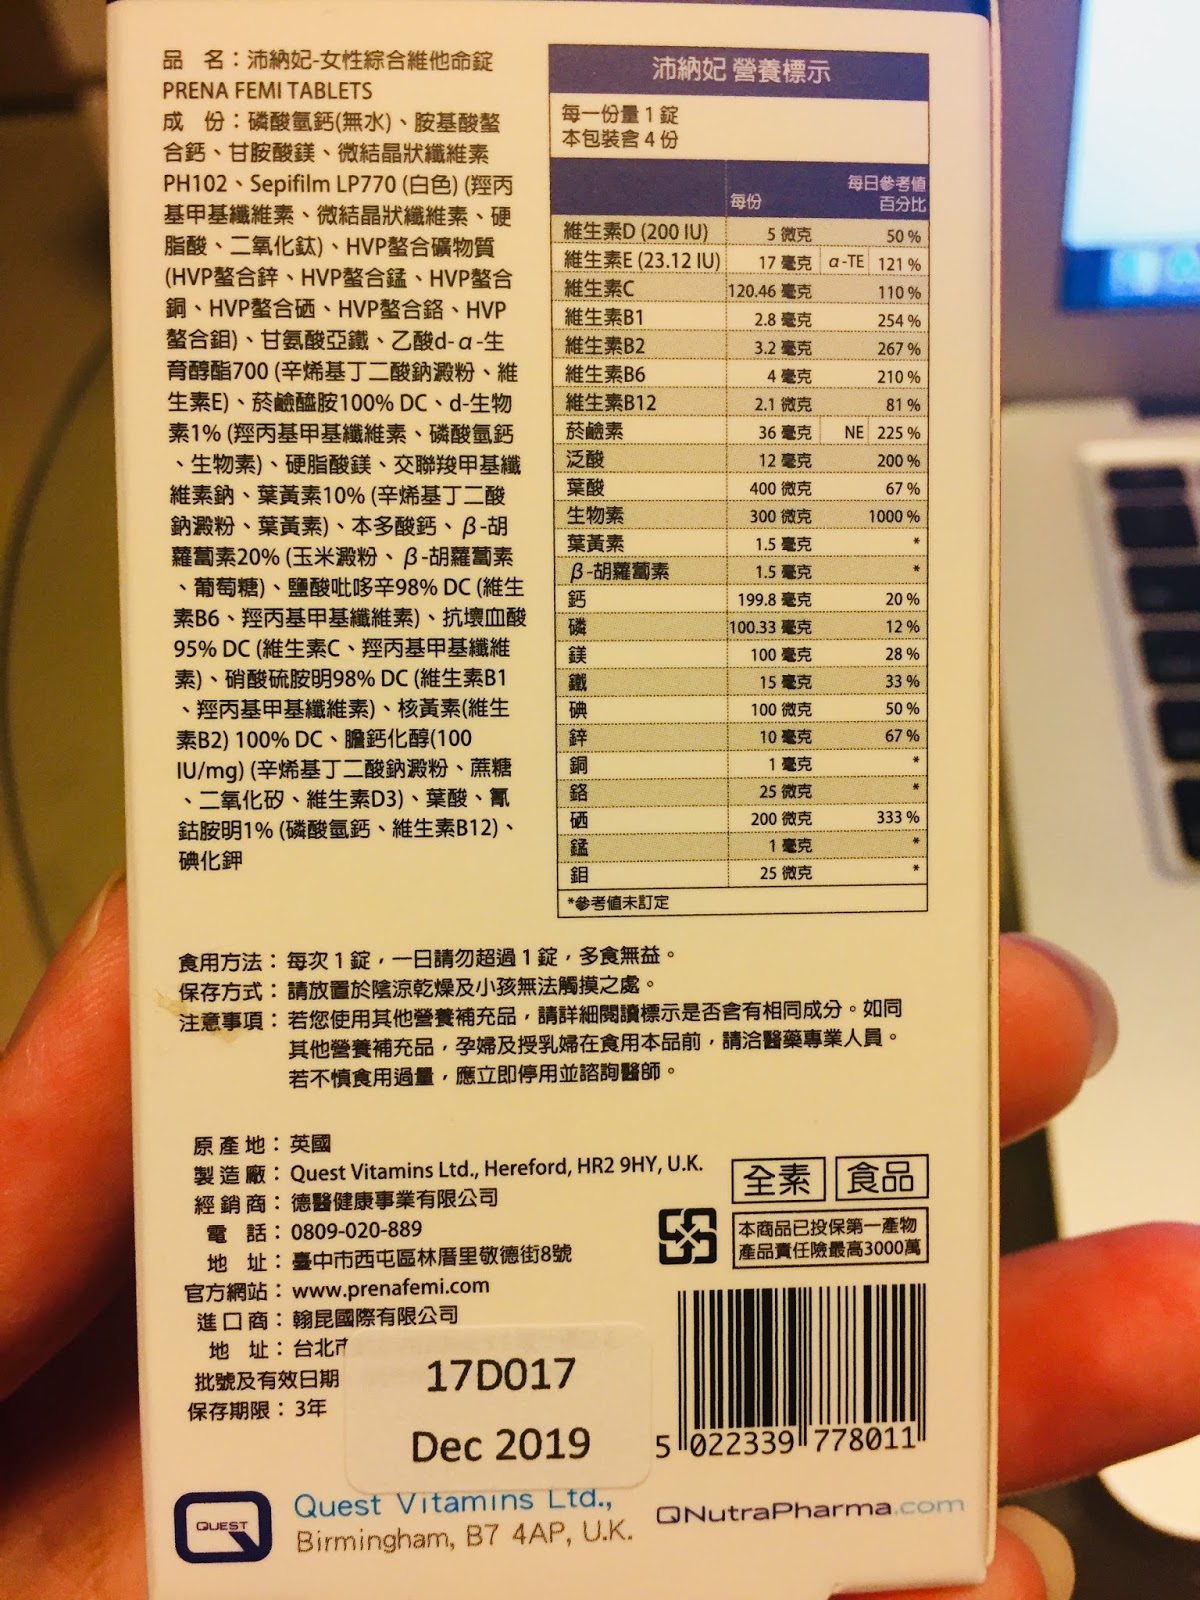 品　名：沛納妃-女性綜合維他命錠
PRENA FEMI TABLETS
成　份：磷酸氫鈣(無水)、胺基酸螯
合鈣、甘胺酸鎂、微結晶狀纖維素
PH102、Sepifilm LP770 (白色) (羥丙
基甲基纖維素、微結晶狀纖維素、硬
脂酸、二氧化鈦)、HVP螯合礦物質
(HVP螯合鋅、HVP螯合錳、HVP螯合
銅、HVP螯合硒、HVP螯合鉻、HVP
螯合鉬)、甘氨酸亞鐵、乙酸d-α-生
育醇酯700 (辛烯基丁二酸鈉澱粉、維
生素E)、菸鹼醯胺100% DC、d-生物
素1% (羥丙基甲基纖維素、磷酸氫鈣
、生物素)、硬脂酸鎂、交聯羧甲基纖
維素鈉、葉黃素10% (辛烯基丁二酸
鈉澱粉、葉黃素)、本多酸鈣、β-胡
蘿蔔素20% (玉米澱粉、β-胡蘿蔔素
、葡萄糖)、鹽酸吡哆辛98% DC (維生
素B6、羥丙基甲基纖維素)、抗壞血酸
95% DC (維生素C、羥丙基甲基纖維
素)、硝酸硫胺明98% DC (維生素B1
、羥丙基甲基纖維素)、核黃素(維生
素B2) 100% DC、膽鈣化醇(100
IU/mg) (辛烯基丁二酸鈉澱粉、蔗糖
、二氧化矽、維生素D3)、葉酸、氰
鈷胺明1% (磷酸氫鈣、維生素B12)、
碘化鉀
沛納妃 營養標示
每一份量 1 錠
本包裝含 4 份
每份 每日參考值
百分比
維生素D (200 IU) 5 微克 50 %
維生素E (23.12 IU) 17 毫克 α-TE 121 %
維生素C 120.46 毫克 110 %
維生素B1 2.8 毫克 254 %
維生素B2 3.2 毫克 267 %
維生素B6 4 毫克 210 %
維生素B12 2.1 微克 81 %
菸鹼素 36 毫克 NE 225 %
泛酸 12 毫克 200 %
葉酸 400 微克 67 %
生物素 300 微克 1000 %
葉黃素 1.5 毫克 *
β-胡蘿蔔素 1.5 毫克 *
鈣 199.8 毫克 20 %
磷 100.33 毫克 12 %
鎂 100 毫克 28 %
鐵 15 毫克 33 %
碘 100 微克 50 %
鋅 10 毫克 67 %
銅 1 毫克 *
鉻 25 微克 *
硒 200 微克 333 %
錳 1 毫克 *
鉬 25 微克 *
*參考值未訂定
食用方法：每次 1 錠，一日請勿超過 1 錠，多食無益。
保存方式：請放置於陰涼乾燥及小孩無法觸摸之處。
注意事項：若您使用其他營養補充品，請詳細閱讀標示是否含有相同成分。如同
其他營養補充品，孕婦及授乳婦在食用本品前，請洽醫藥專業人員。
若不慎食用過量，應立即停用並諮詢醫師。
原 產 地：英國
製 造 廠：Quest Vitamins Ltd., Hereford, HR2 9HY, U.K.
經 銷 商：德醫健康事業有限公司
電　話：0809-020-889
地　址：臺中市西屯區林厝里敬德街8號
官方網站：www.prenafemi.com
進 口 商：翰昆國際有限公司
地　址：台北市
批號及有效日期
保存期限：3年
17D017
Dec 2019
全素 食品
本商品已投保第一產物
產品責任險最高3000萬
5 022339 778011
QUEST
Quest Vitamins Ltd.,
Birmingham, B7 4AP, U.K.
QNutraPharma.com